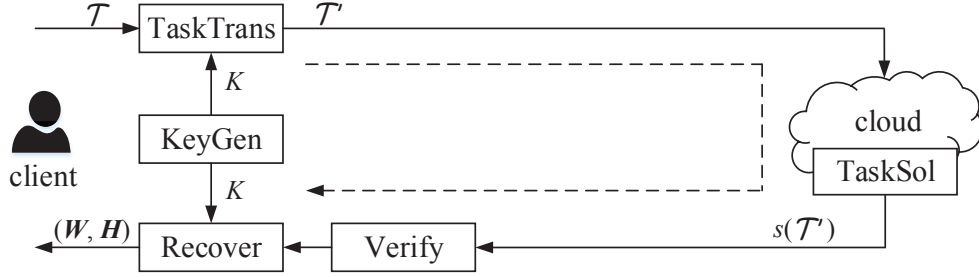 𝒯
TaskTrans
𝒯′
K
KeyGen
client
cloud
TaskSol
K
(W, H)
Recover
Verify
s(𝒯′)